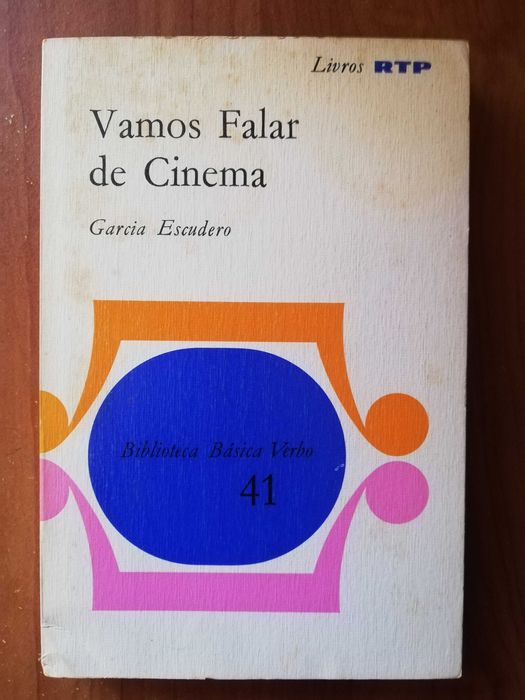 Livros RTP
Vamos Falar
de Cinema
Garcia Escudero
Biblioteca Básica Verbo
41